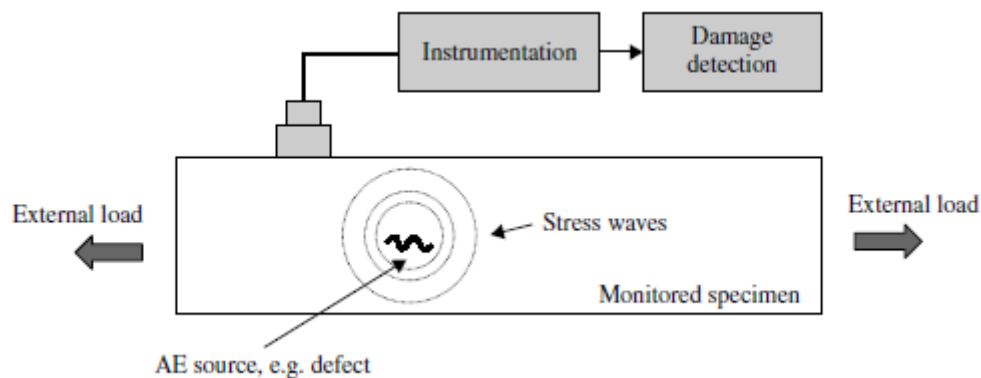 Instrumentation
Damage
detection
External load
External load
Stress waves
Monitored specimen
AE source, e.g. defect